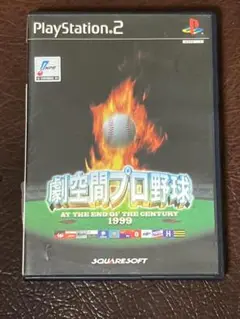 PlayStation.2
劇空間プロ野球
AT THE END OF THE CENTURY
1999
SQUARESOFT